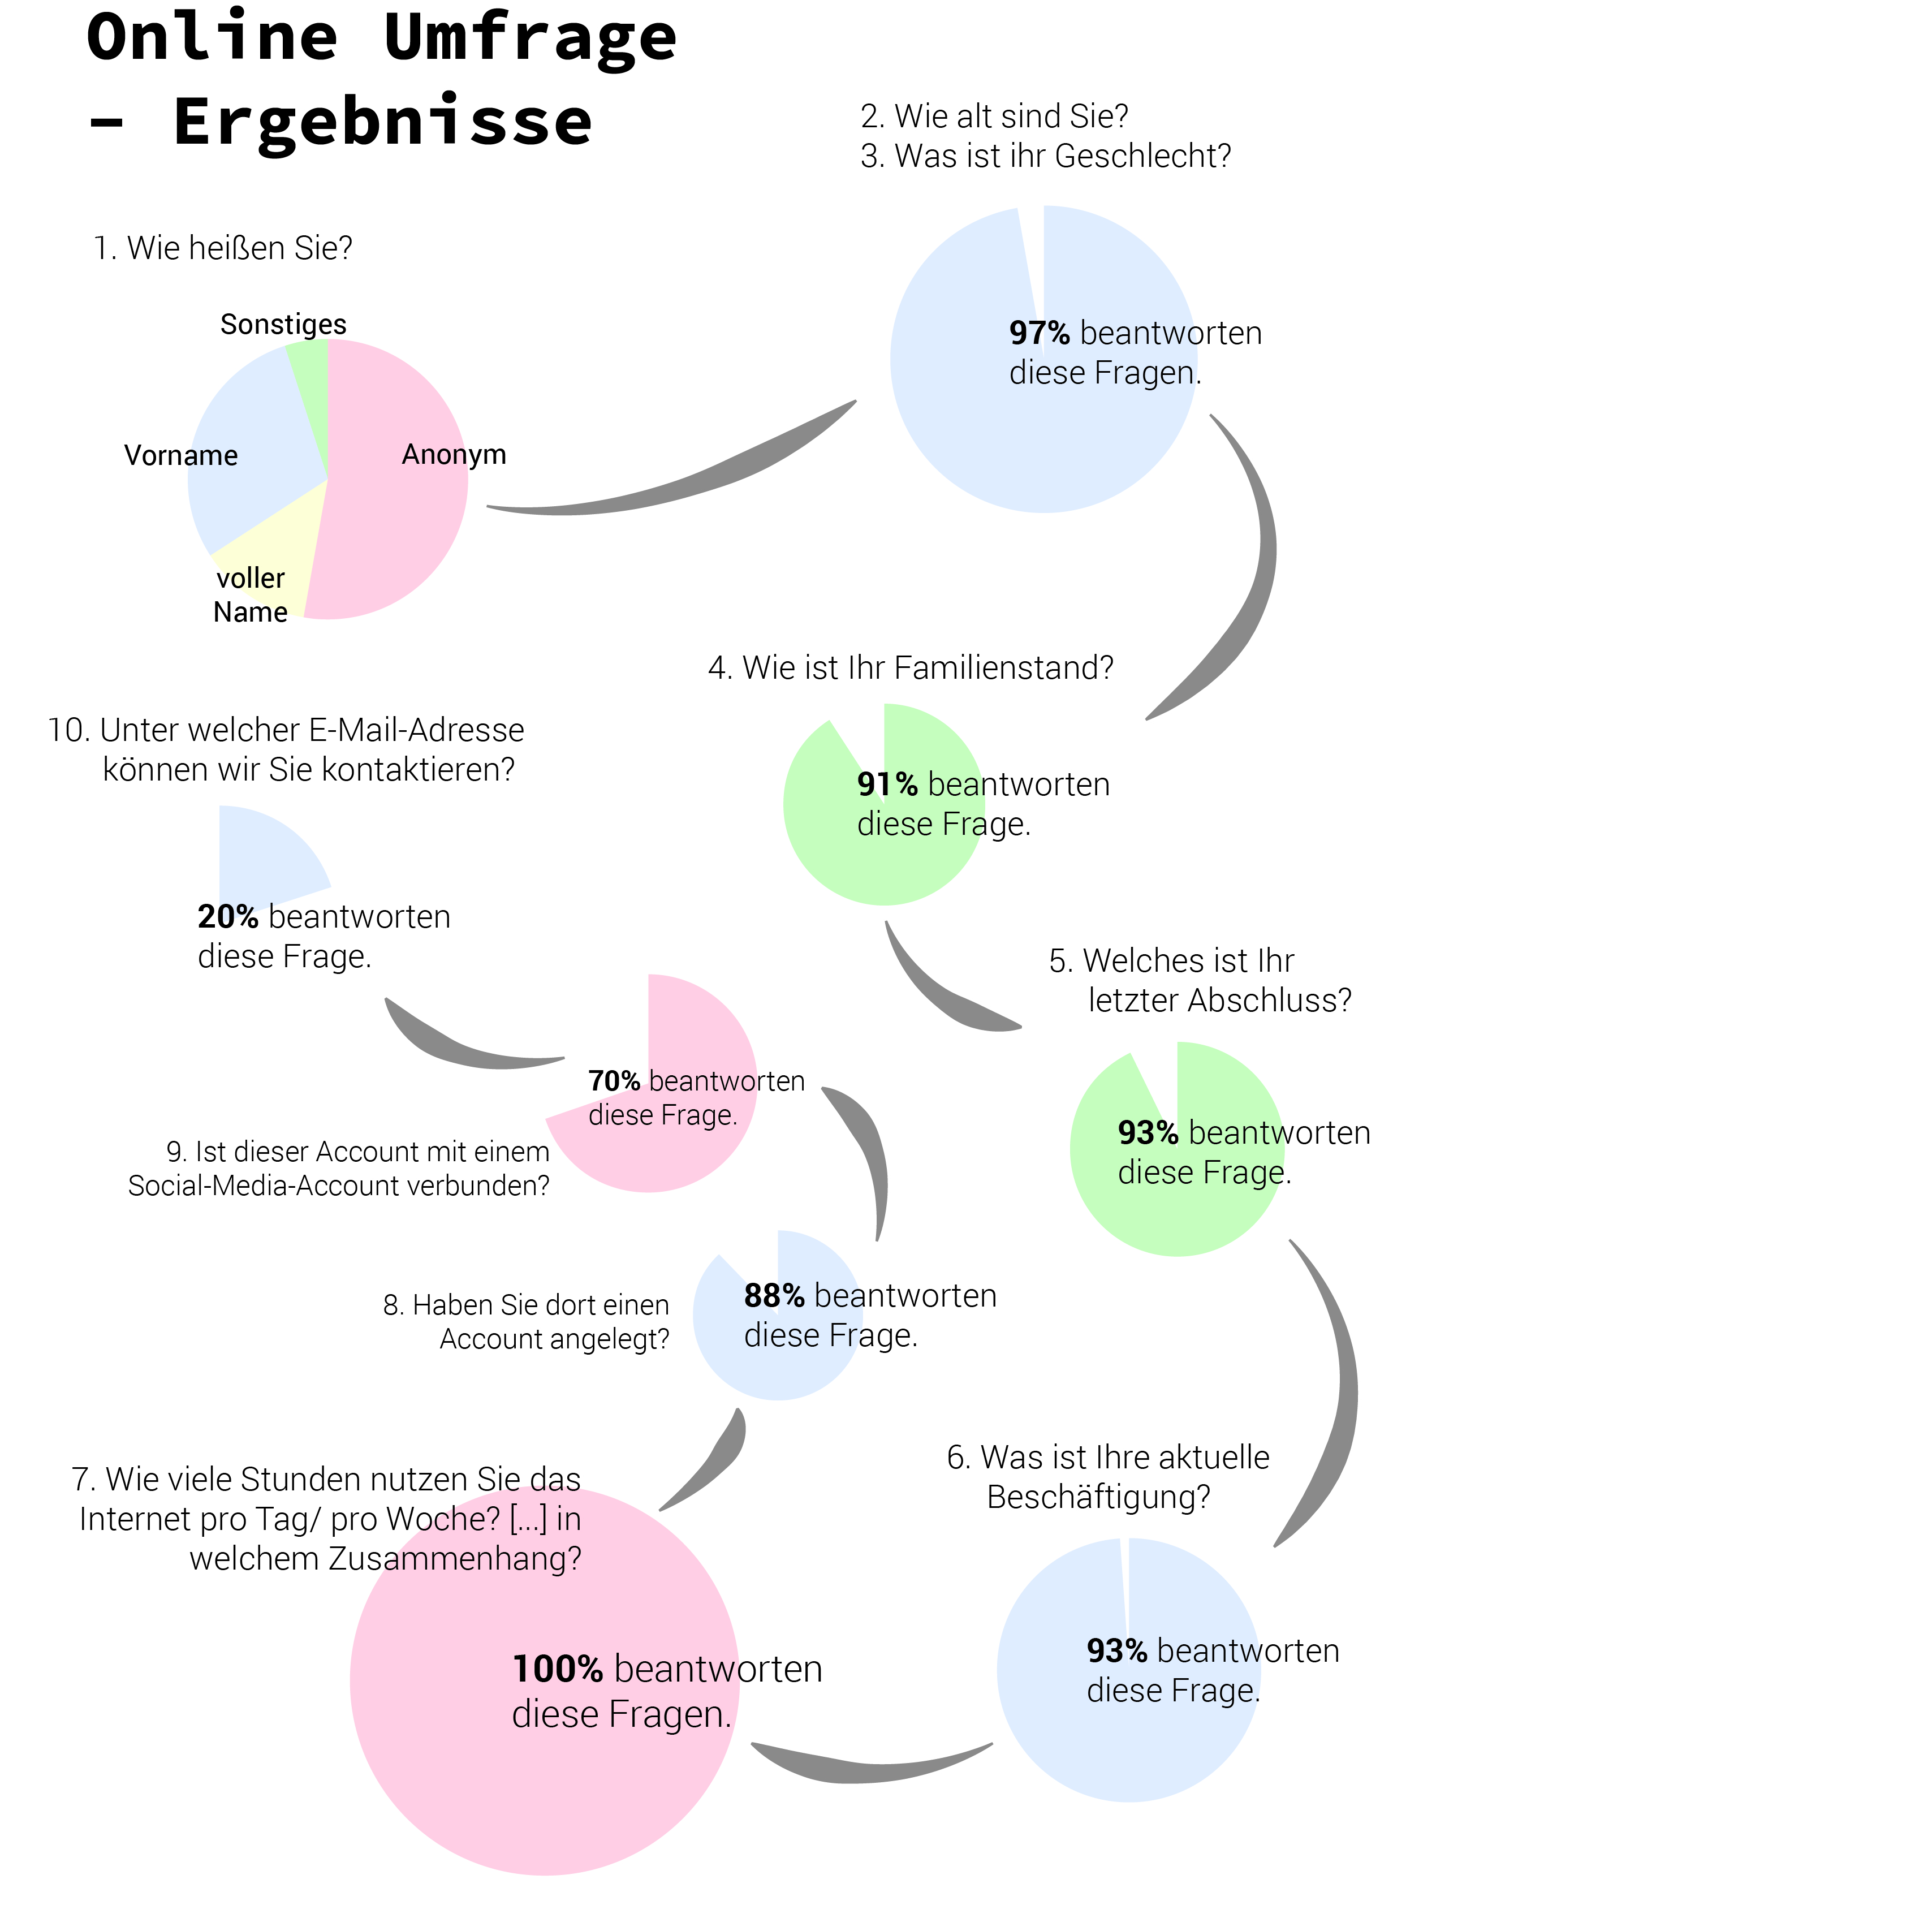 Online Umfrage
– Ergebnisse
1. Wie heißen Sie?
Sonstiges
Vorname
Anonym
voller
Name
2. Wie alt sind Sie?
3. Was ist ihr Geschlecht?
97% beantworten
diese Fragen.
4. Wie ist Ihr Familienstand?
91% beantworten
diese Frage.
5. Welches ist Ihr
letzter Abschluss?
93% beantworten
diese Frage.
6. Was ist Ihre aktuelle
Beschäftigung?
93% beantworten
diese Frage.
7. Wie viele Stunden nutzen Sie das
Internet pro Tag/ pro Woche? [...] in
welchem Zusammenhang?
100% beantworten
diese Fragen.
8. Haben Sie dort einen
Account angelegt?
88% beantworten
diese Frage.
9. Ist dieser Account mit einem
Social-Media-Account verbunden?
70% beantworten
diese Frage.
10. Unter welcher E-Mail-Adresse
können wir Sie kontaktieren?
20% beantworten
diese Frage.